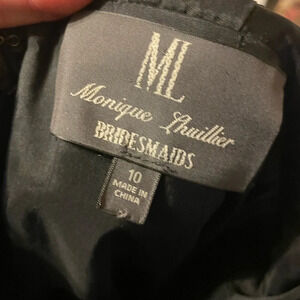 ML
Monique Lhuillier
BRIDESMAIDS
10
MADE IN
CHINA